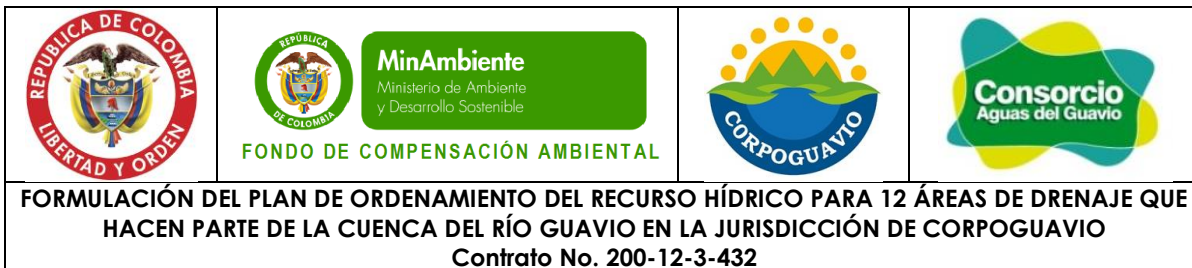 REPUBLICA DE COLOMBIA
LIBERTAD Y ORDEN
REPÚBLICA
DE COLOMBIA
MinAmbiente
Ministerio de Ambiente
y Desarrollo Sostenible
FONDO DE COMPENSACIÓN AMBIENTAL
CORPOGUAVIO
Consorcio
Aguas del Guavio
FORMULACIÓN DEL PLAN DE ORDENAMIENTO DEL RECURSO HÍDRICO PARA 12 ÁREAS DE DRENAJE QUE
HACEN PARTE DE LA CUENCA DEL RÍO GUAVIO EN LA JURISDICCIÓN DE CORPOGUAVIO
Contrato No. 200-12-3-432